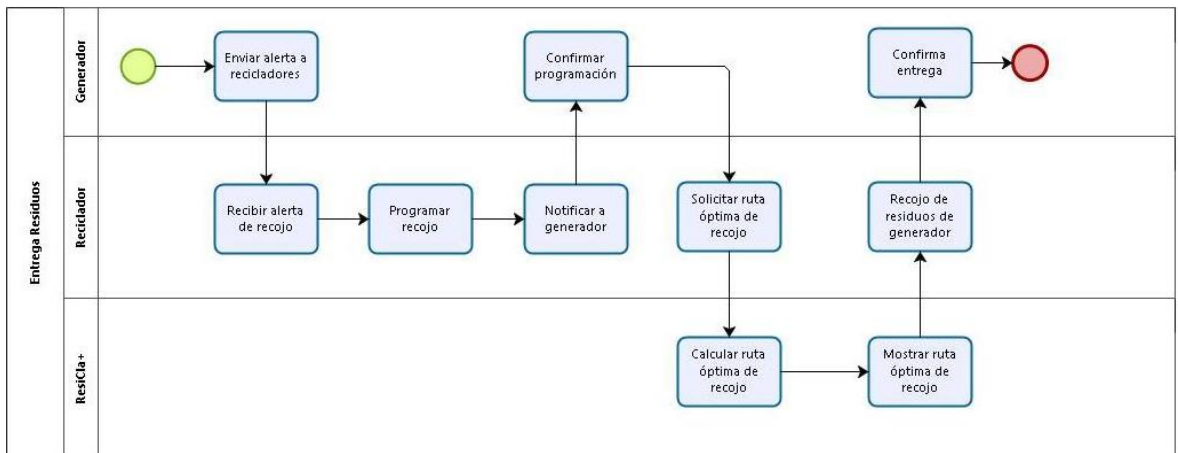 Entrega Residuos
Generador
Enviar alerta a
recicladores
Confirmar
programación
Confirma
entrega
Reciclador
Recibir alerta
de recojo
Programar
recojo
Notificar a
generador
Solicitar ruta
óptima de
recojo
Recojo de
residuos de
generador
ResiCla+
Calcular ruta
óptima de
recojo
Mostrar ruta
óptima de
recojo